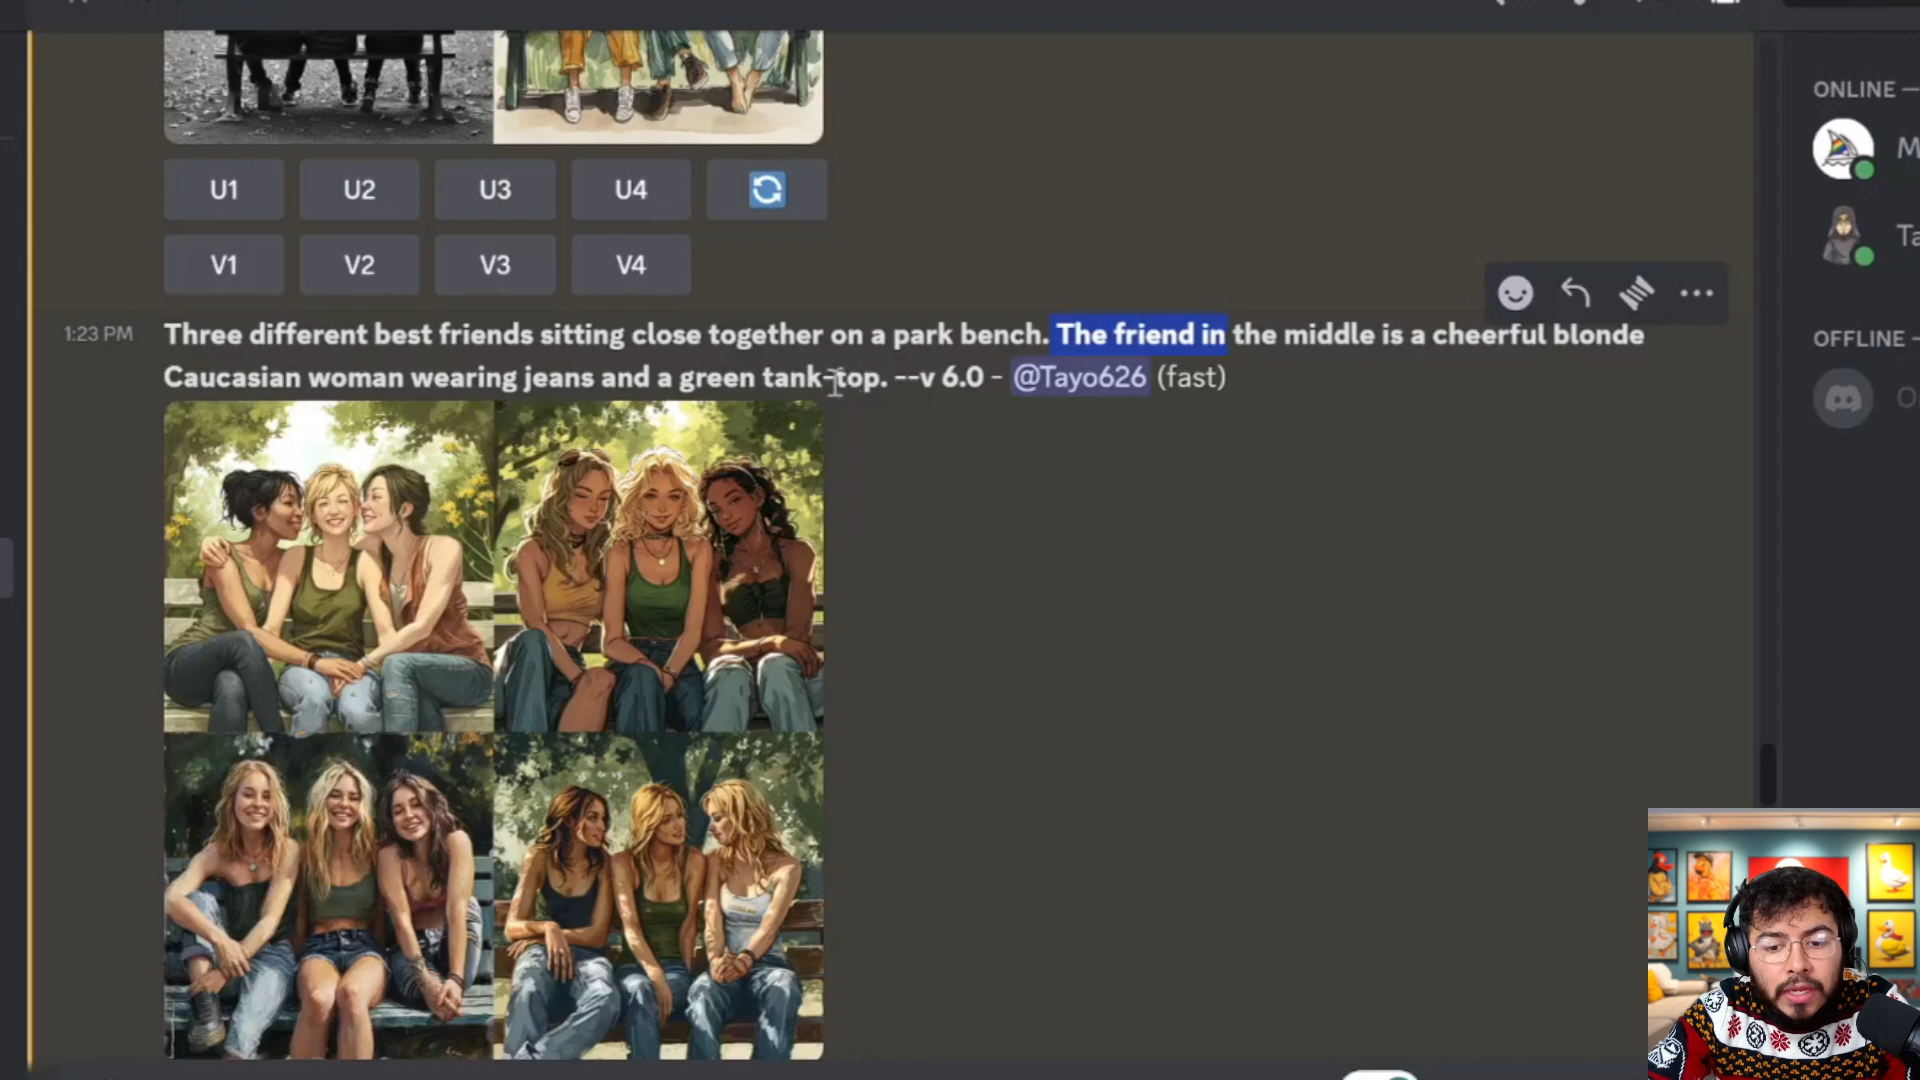 ONLINE —
M
U1 U2 U3 U4
Ta
V1 V2 V3 V4
1:23 PM Three different best friends sitting close together on a park bench. The friend in the middle is a cheerful blonde
OFFLINE –
Caucasian woman wearing jeans and a green tank-top. --v 6.0 - @Tayo626 (fast)
O